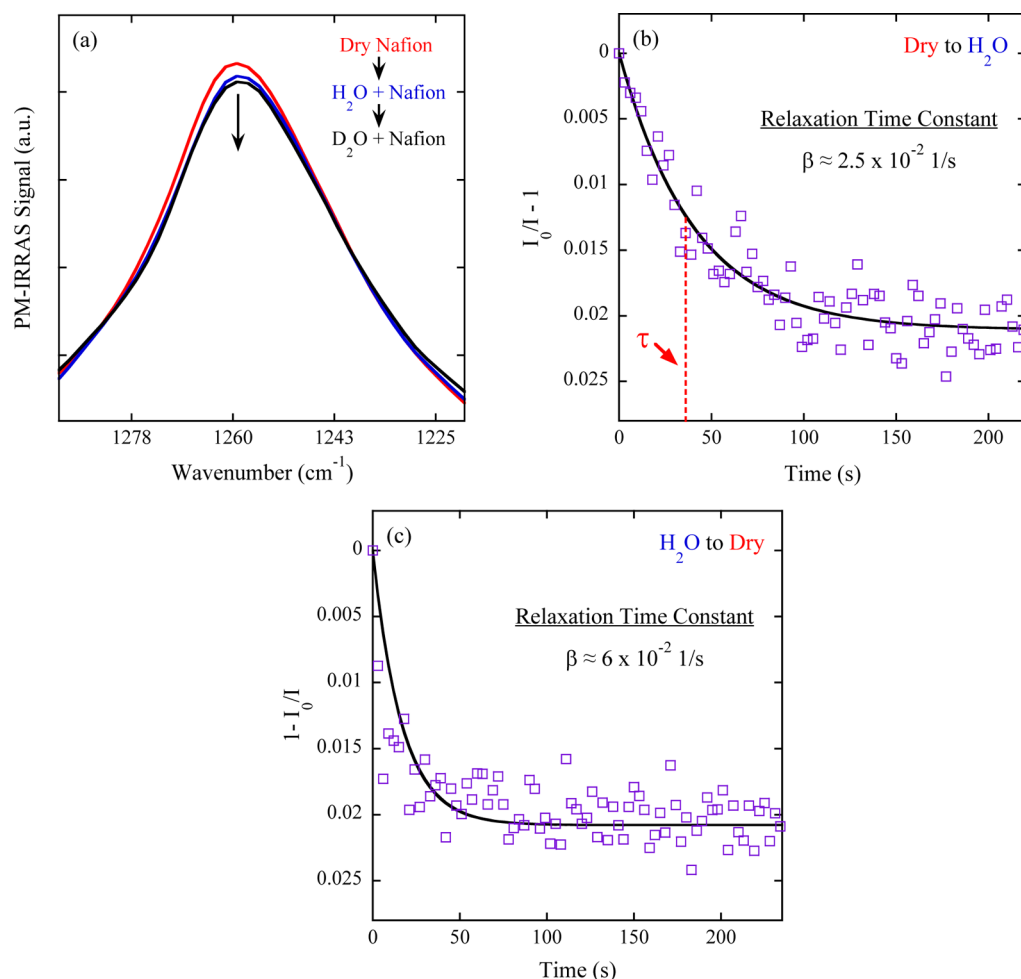 (a)
Dry Nafion
H₂O + Nafion
D₂O + Nafion
PM-IRRAS Signal (a.u.)
1278 1260 1243 1225
Wavenumber (cm⁻¹)
(b)
Dry to H₂O
Relaxation Time Constant
β ≈ 2.5 x 10⁻² 1/s
τ
I₀/I - 1
0
0.005
0.01
0.015
0.02
0.025
0 50 100 150 200
Time (s)
(c)
H₂O to Dry
Relaxation Time Constant
β ≈ 6 x 10⁻² 1/s
1- I₀/I
0
0.005
0.01
0.015
0.02
0.025
0 50 100 150 200
Time (s)